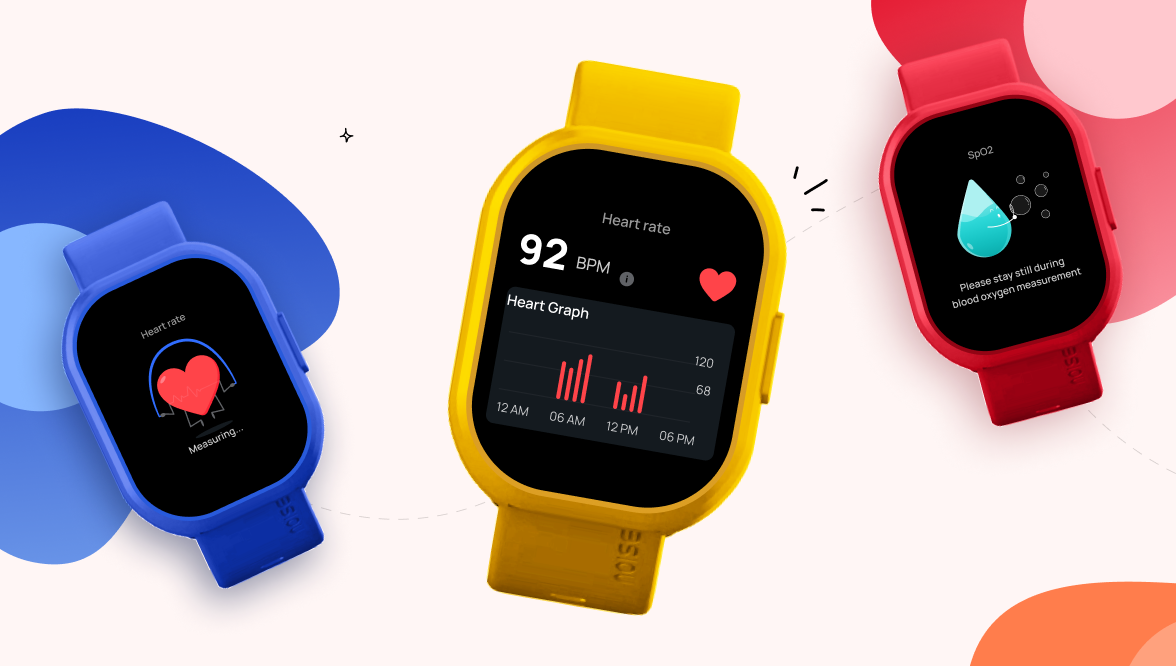 Heart rate
Measuring...
NOISE
Heart rate
92 BPM
i
Heart Graph
120
68
12 AM
06 AM
12 PM
06 PM
NOISE
SpO2
Please stay still during
blood oxygen measurement